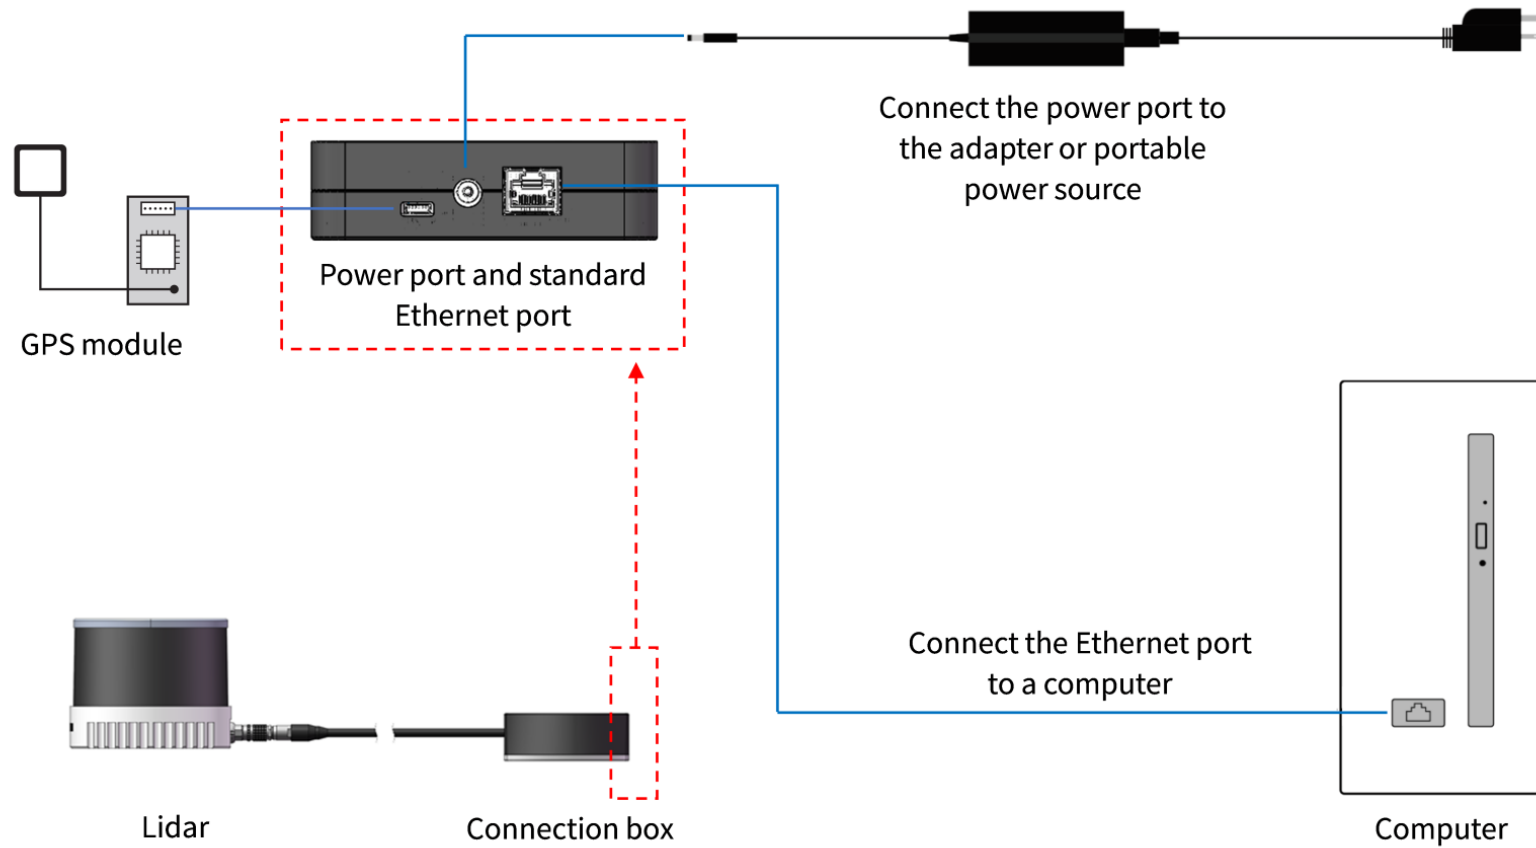 Connect the power port to
the adapter or portable
power source
Power port and standard
Ethernet port
GPS module
Connect the Ethernet port
to a computer
Lidar
Connection box
Computer